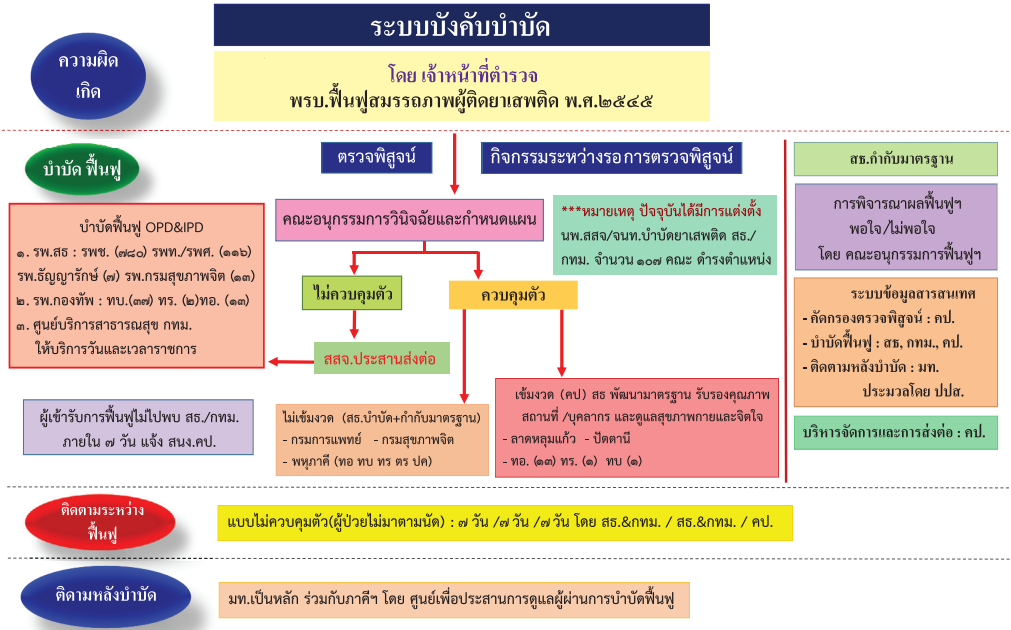 ระบบบังคับบำบัด
ความผิด
เกิด
โดย เจ้าหน้าที่ตำรวจ
พรบ.ฟื้นฟูสมรรถภาพผู้ติดยาเสพติด พ.ศ.๒๕๔๕
บำบัด ฟื้นฟู
ตรวจพิสูจน์
กิจกรรมระหว่างรอ การตรวจพิสูจน์
สธ.กำกับมาตรฐาน
บำบัดฟื้นฟู OPD&IPD
๑. รพ.สธ : รพช. (๗๘๐) รพท./รพศ. (๑๑๖)
รพ.ธัญญารักษ์ (๗) รพ.กรมสุขภาพจิต (๑๓)
๒. รพ.กองทัพ : ทบ.(๓๗) ทร. (๒)ทอ. (๑๓)
๓. ศูนย์บริการสาธารณสุข กทม.
ให้บริการวันและเวลาราชการ
คณะอนุกรรมการวินิจฉัยและกำหนดแผน
***หมายเหตุ ปัจจุบันได้มีการแต่งตั้ง
นพ.สสจ/จนท.บำบัดยาเสพติด สธ./
กทม. จำนวน ๑๐๗ คณะ ดำรงตำแหน่ง
การพิจารณาผลฟื้นฟูฯ
พอใจ/ไม่พอใจ
โดย คณะอนุกรรมการฟื้นฟูฯ
ไม่ควบคุมตัว
ควบคุมตัว
สสจ.ประสานส่งต่อ
ระบบข้อมูลสารสนเทศ
- คัดกรองตรวจพิสูจน์ : คป.
- บำบัดฟื้นฟู : สธ, กทม., คป.
- ติดตามหลังบำบัด : มท.
ประมวลโดย ปปส.
ผู้เข้ารับการฟื้นฟูไม่ไปพบ สธ./กทม.
ภายใน ๗ วัน แจ้ง สนง.คป.
ไม่เข้มงวด (สธ.บำบัด+กำกับมาตรฐาน)
- กรมการแพทย์ - กรมสุขภาพจิต
- พหุภาคี (ทอ ทบ ทร ตร ปค)
เข้มงวด (คป) สธ พัฒนามาตรฐาน รับรองคุณภาพ
สถานที่ /บุคลากร และดูแลสุขภาพกายและจิตใจ
- ลาดหลุมแก้ว - ปัตตานี
- ทอ. (๑๓) ทร. (๑) ทบ (๑)
บริหารจัดการและการส่งต่อ : คป.
ติดตามระหว่าง
ฟื้นฟู
แบบไม่ควบคุมตัว(ผู้ป่วยไม่มาตามนัด) : ๗ วัน /๗ วัน /๗ วัน โดย สธ.&กทม. / สธ.&กทม. / คป.
ติดามหลังบำบัด
มท.เป็นหลัก ร่วมกับภาคีฯ โดย ศูนย์เพื่อประสานการดูแลผู้ผ่านการบำบัดฟื้นฟู